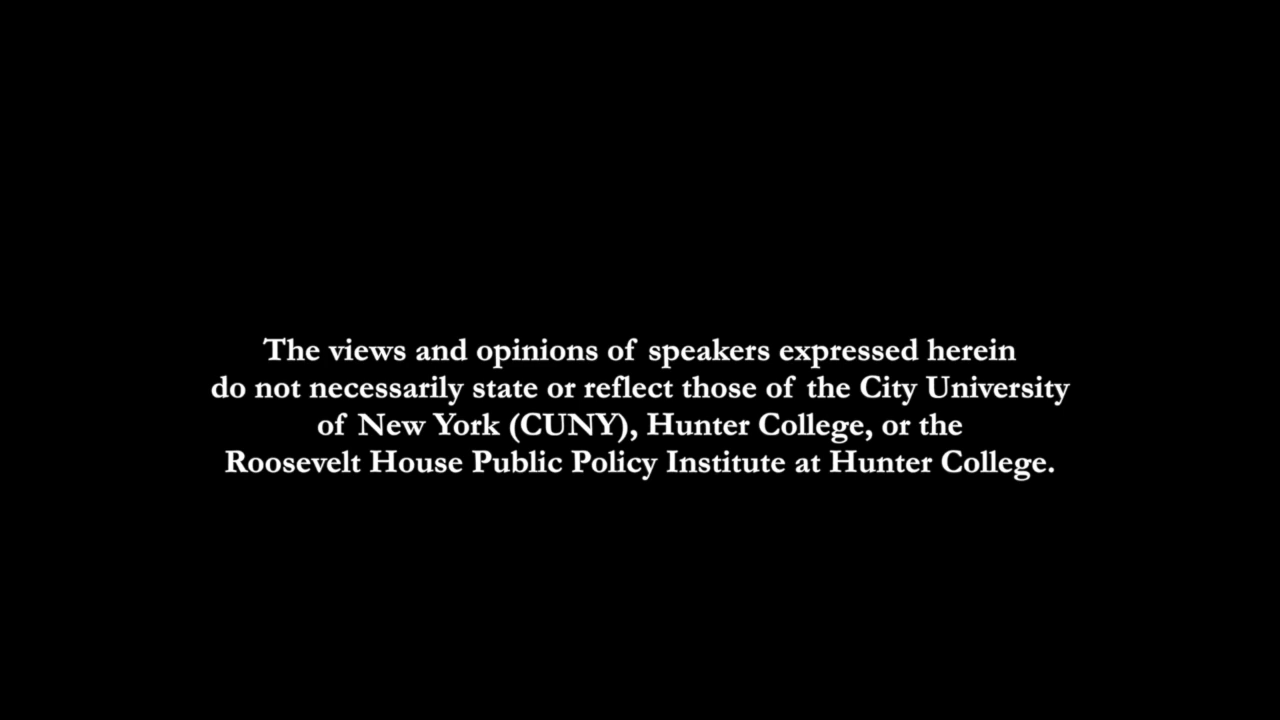 The views and opinions of speakers expressed herein
do not necessarily state or reflect those of the City University
of New York (CUNY), Hunter College, or the
Roosevelt House Public Policy Institute at Hunter College.